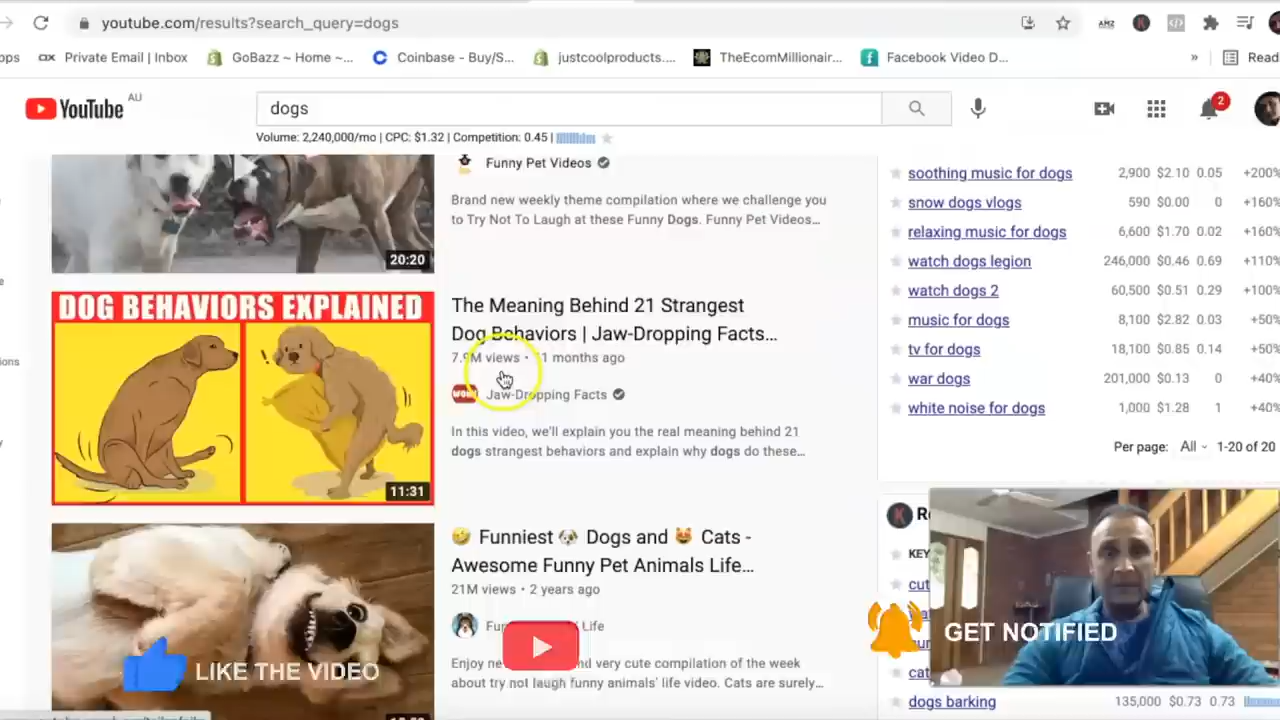 youtube.com/results?search_query=dogs
Private Email | Inbox
GoBazz ~ Home ~...
Coinbase - Buy/S...
justcoolproducts....
TheEcomMillionair...
Facebook Video D...
»
Read
YouTube AU
dogs
2
Volume: 2,240,000/mo | CPC: $1.32 | Competition: 0.45 |
Funny Pet Videos
Brand new weekly theme compilation where we challenge you
to Try Not To Laugh at these Funny Dogs. Funny Pet Videos...
20:20
DOG BEHAVIORS EXPLAINED
11:31
The Meaning Behind 21 Strangest
Dog Behaviors | Jaw-Dropping Facts...
7.9M views • 11 months ago
Jaw-Dropping Facts
In this video, we'll explain you the real meaning behind 21
dogs strangest behaviors and explain why dogs do these...
Funniest Dogs and Cats -
Awesome Funny Pet Animals Life...
21M views • 2 years ago
Life
Enjoy
nd very cute compilation of the week
about try not laugh funny animals' life video. Cats are surely...
LIKE THE VIDEO
soothing music for dogs 2,900 $2.10 0.05 +200%
snow dogs vlogs 590 $0.00 0 +160%
relaxing music for dogs 6,600 $1.70 0.02 +160%
watch dogs legion 246,000 $0.46 0.69 +110%
watch dogs 2 60,500 $0.51 0.29 +100%
music for dogs 8,100 $2.82 0.03 +50%
tv for dogs 18,100 $0.85 0.14 +50%
war dogs 201,000 $0.13 0 +40%
white noise for dogs 1,000 $1.28 1 +40%
Per page: All 1-20 of 20
KEY
cut
cat
GET NOTIFIED
dogs barking 135,000 $0.73 0.73